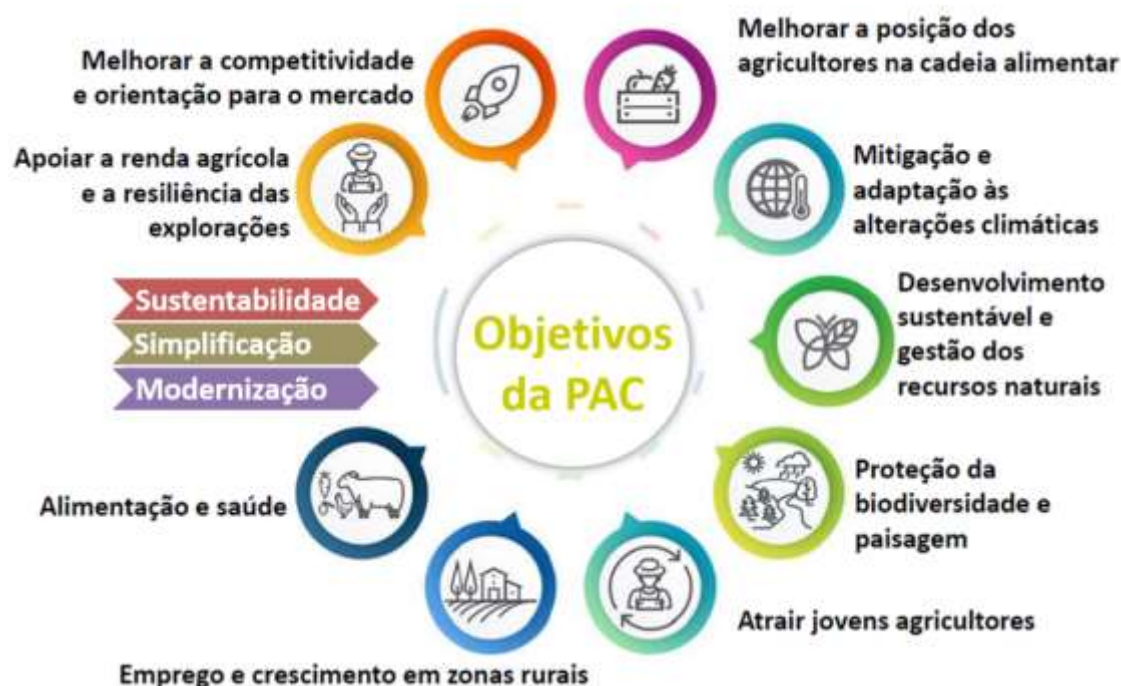 Melhorar a competitividade
e orientação para o mercado
Melhorar a posição dos
agricultores na cadeia alimentar
Apoiar a renda agrícola
e a resiliência das
explorações
Mitigação e
adaptação às
alterações climáticas
Sustentabilidade
Simplificação
Modernização
Objetivos
da PAC
Desenvolvimento
sustentável e
gestão dos
recursos naturais
Alimentação e saúde
Proteção da
biodiversidade e
paisagem
Atrair jovens agricultores
Emprego e crescimento em zonas rurais